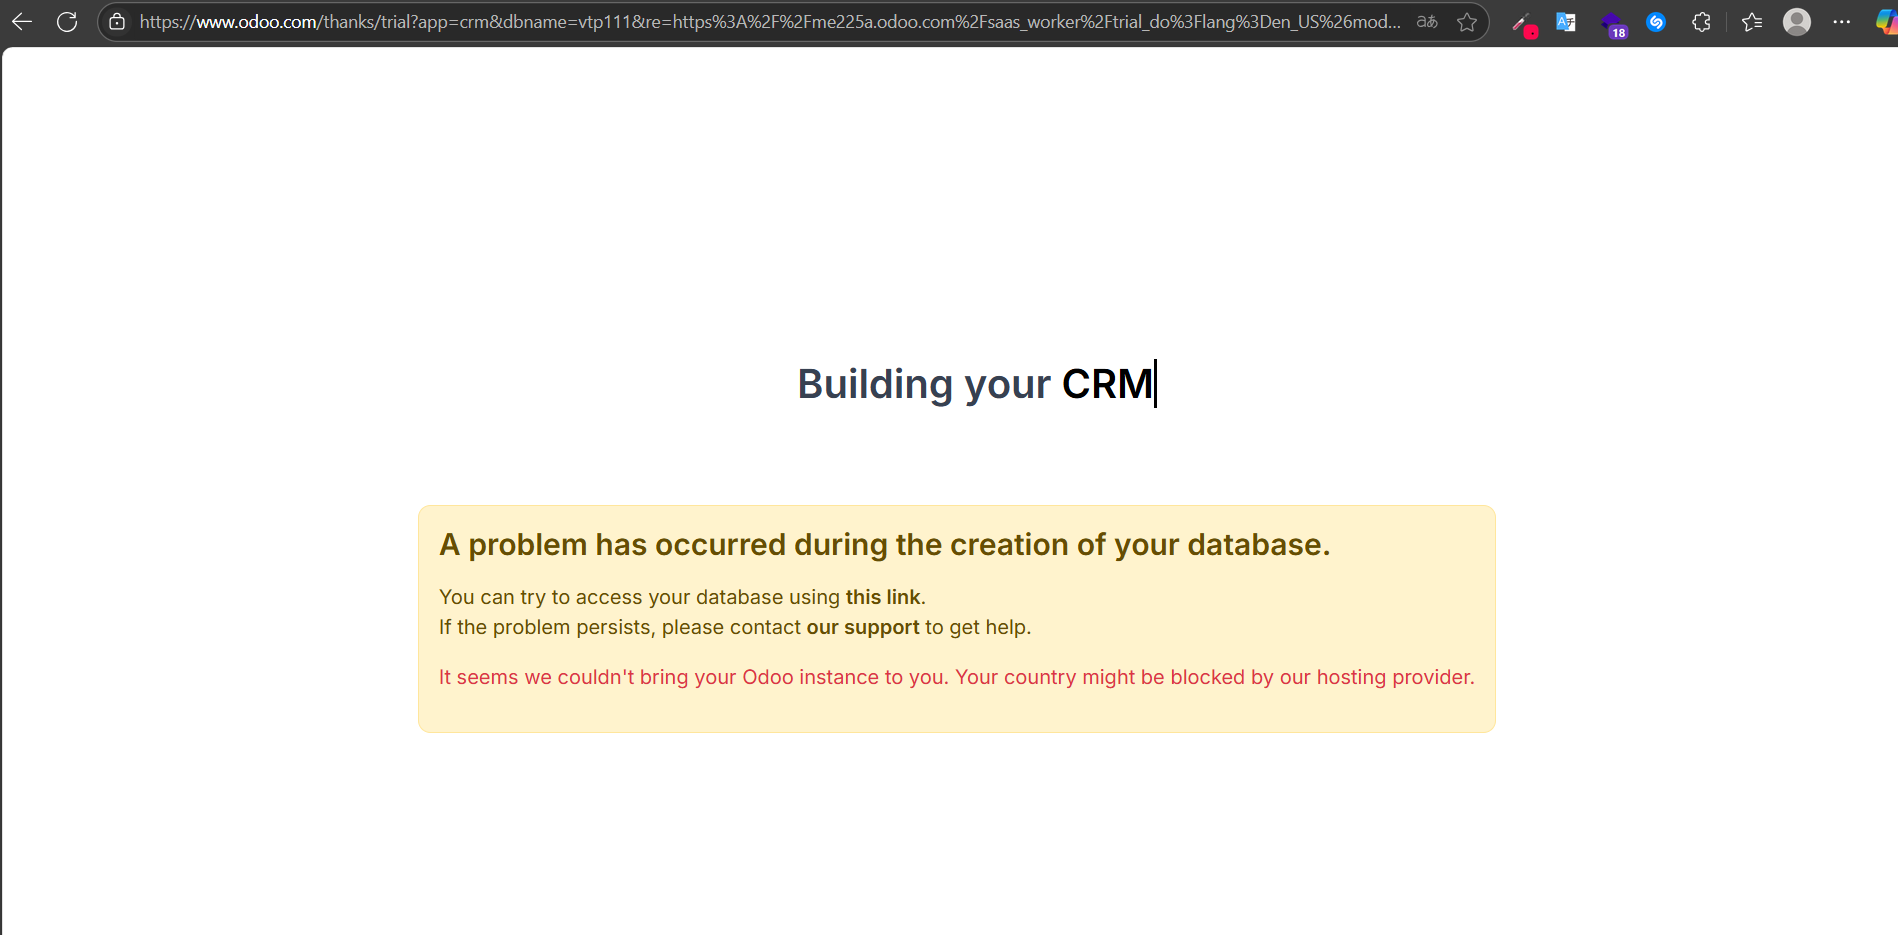 https://www.odoo.com/thanks/trial?app=crm&dbname=vtp111&re=https%3A%2F%2Fme225a.odoo.com%2Fsaas_worker%2Ftrial_do%3Flang%3Den_US%26mod...
aあ
18
Building your CRM
A problem has occurred during the creation of your database.
You can try to access your database using this link.
If the problem persists, please contact our support to get help.
It seems we couldn't bring your Odoo instance to you. Your country might be blocked by our hosting provider.